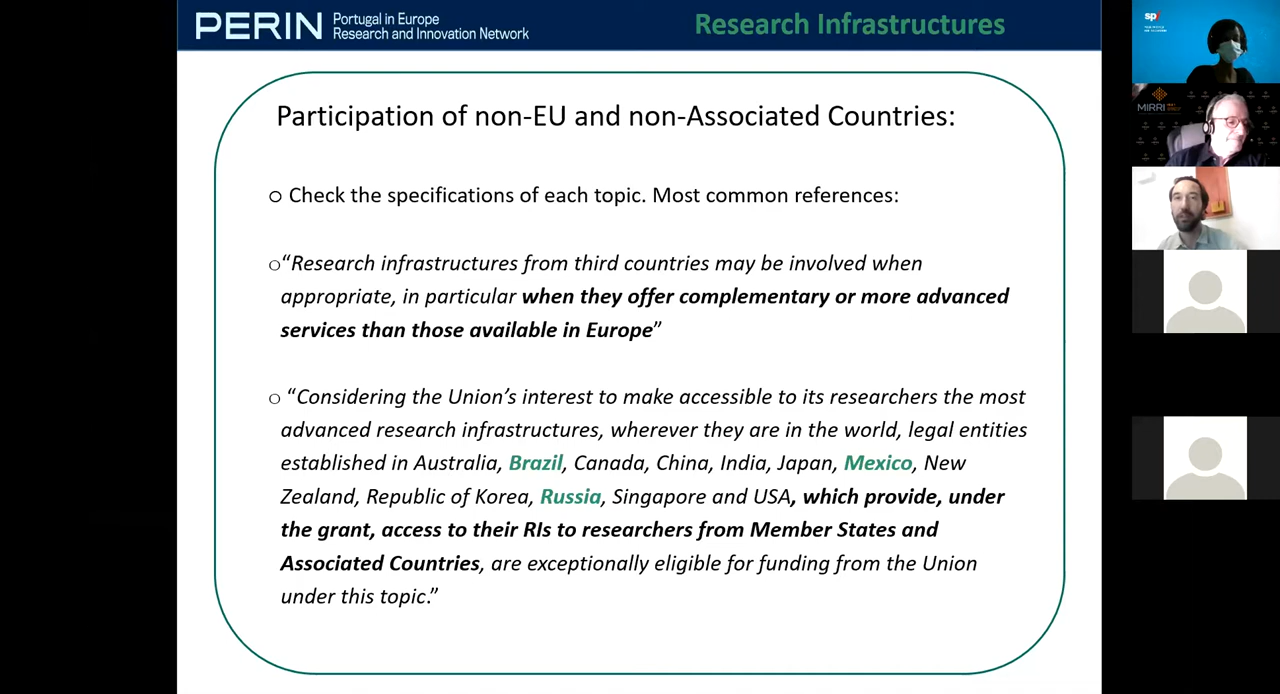 PERIN
Portugal in Europe
Research and Innovation Network
Research Infrastructures
Participation of non-EU and non-Associated Countries:
o Check the specifications of each topic. Most common references:
o“Research infrastructures from third countries may be involved when
appropriate, in particular when they offer complementary or more advanced
services than those available in Europe”
o “Considering the Union’s interest to make accessible to its researchers the most
advanced research infrastructures, wherever they are in the world, legal entities
established in Australia, Brazil, Canada, China, India, Japan, Mexico, New
Zealand, Republic of Korea, Russia, Singapore and USA, which provide, under
the grant, access to their RIs to researchers from Member States and
Associated Countries, are exceptionally eligible for funding from the Union
under this topic.”
MIRRI